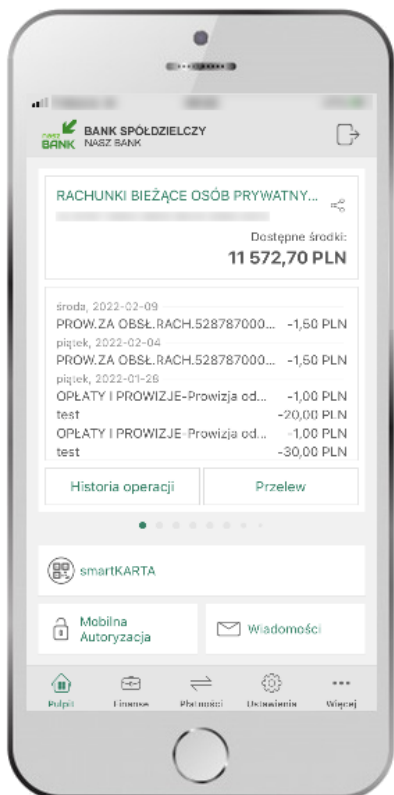 nasz BANK
BANK SPÓŁDZIELCZY
NASZ BANK
RACHUNKI BIEŻĄCE OSÓB PRYWATNY...
Dostępne środki:
11 572,70 PLN
środa, 2022-02-09
PROW.ZA OBSŁ.RACH.528787000... -1,50 PLN
piątek, 2022-02-04
PROW.ZA OBSŁ.RACH.528787000... -1,50 PLN
piątek, 2022-01-28
OPŁATY I PROWIZJE-Prowizja od... -1,00 PLN
test -20,00 PLN
OPŁATY I PROWIZJE-Prowizja od... -1,00 PLN
test -30,00 PLN
Historia operacji Przelew
smartKARTA
Mobilna
Autoryzacja
Wiadomości
Pulpit Finanse Płatności Ustawienia Więcej